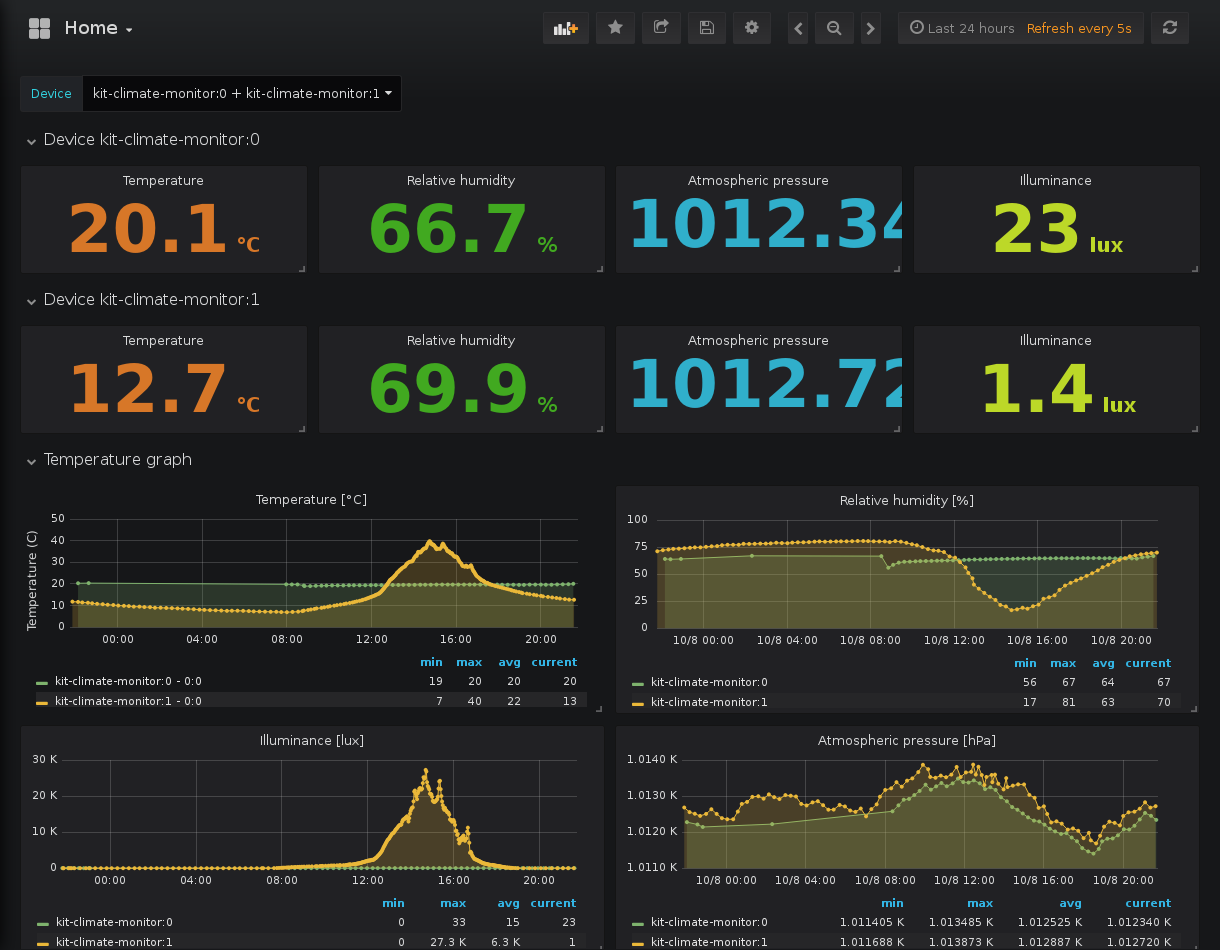 Home
Last 24 hours Refresh every 5s
Device kit-climate-monitor:0 + kit-climate-monitor:1
Device kit-climate-monitor:0
Temperature Relative humidity Atmospheric pressure Illuminance
20.1 °C 66.7 % 1012.34 23 lux
Device kit-climate-monitor:1
Temperature Relative humidity Atmospheric pressure Illuminance
12.7 °C 69.9 % 1012.72 1.4 lux
Temperature graph
Temperature [°C]
Temperature (C)
50
40
30
20
10
0
00:00 04:00 08:00 12:00 16:00 20:00
min max avg current
kit-climate-monitor:0 - 0:0 19 20 20 20
kit-climate-monitor:1 - 0:0 7 40 22 13
Relative humidity [%]
100
75
50
25
0
10/8 00:00 10/8 04:00 10/8 08:00 10/8 12:00 10/8 16:00 10/8 20:00
min max avg current
kit-climate-monitor:0 56 67 64 67
kit-climate-monitor:1 17 81 63 70
Illuminance [lux]
30 K
20 K
10 K
0
00:00 04:00 08:00 12:00 16:00 20:00
min max avg current
kit-climate-monitor:0 0 33 15 23
kit-climate-monitor:1 0 27.3 K 6.3 K 1
Atmospheric pressure [hPa]
1.0140 K
1.0130 K
1.0120 K
1.0110 K
10/8 00:00 10/8 04:00 10/8 08:00 10/8 12:00 10/8 16:00 10/8 20:00
min max avg current
kit-climate-monitor:0 1.011405 K 1.013485 K 1.012525 K 1.012340 K
kit-climate-monitor:1 1.011688 K 1.013873 K 1.012887 K 1.012720 K